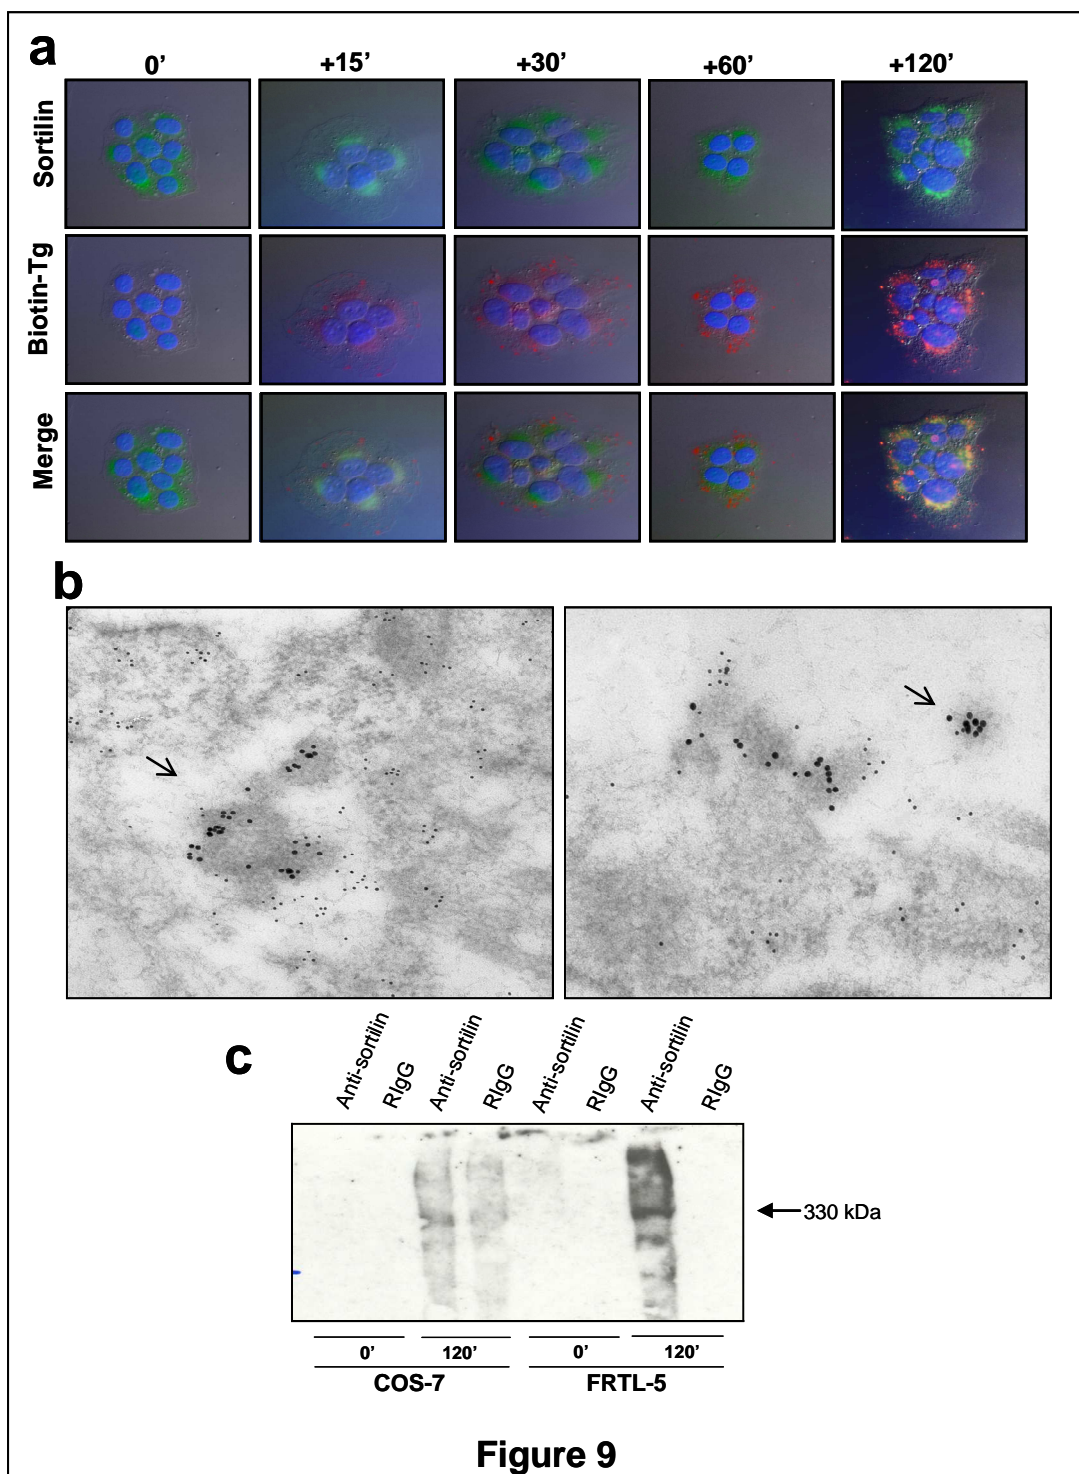 a
0’ +15’ +30’ +60’ +120’
Sortilin
Biotin-Tg
Merge
b
c
Anti-sortilin RIgG Anti-sortilin RIgG Anti-sortilin RIgG Anti-sortilin RIgG
330 kDa
0’ 120’ 0’ 120’
COS-7 FRTL-5
Figure 9